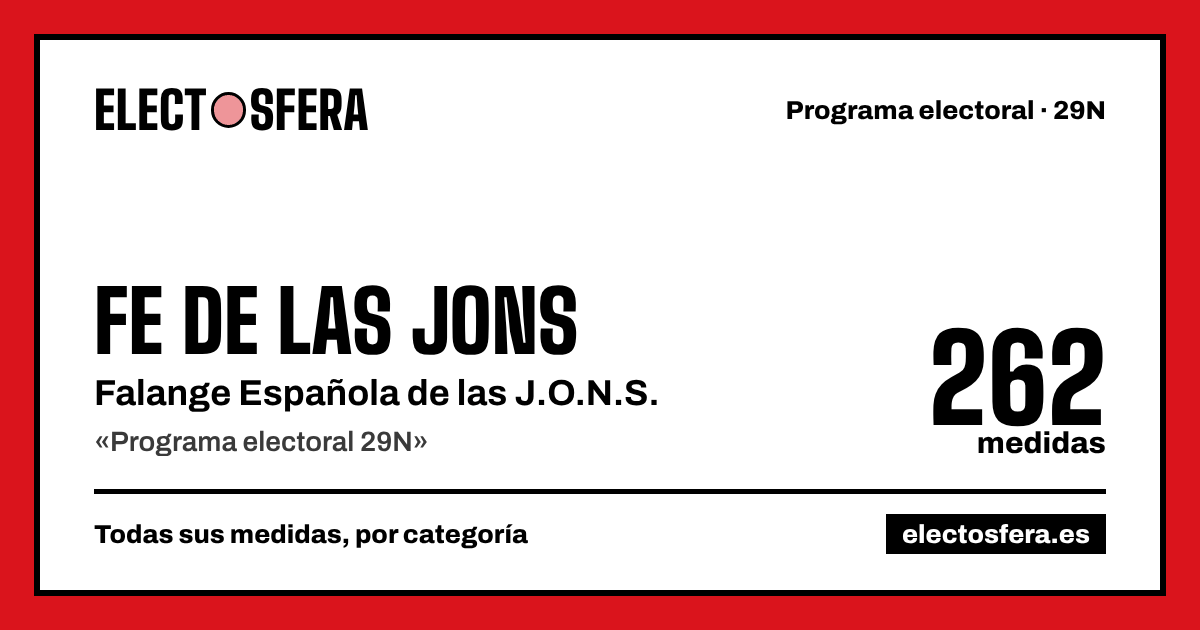 ELECTOSFERA
Programa electoral · 29N
FE DE LAS JONS
Falange Española de las J.O.N.S.
«Programa electoral 29N»
262
medidas
Todas sus medidas, por categoría
electosfera.es